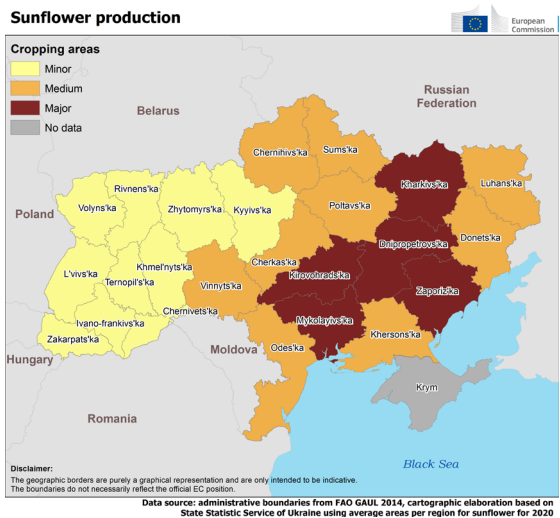 Sunflower production
European
Commission
Cropping areas
Minor
Medium
Major
No data
Belarus
Russian
Federation
Chernihivs'ka
Sums'ka
Rivnens'ka
Volyns'ka
Zhytomyrs'ka
Kyyivs'ka
Poltavs'ka
Kharkivs'ka
Luhans'ka
Poland
L'vivs'ka
Khmel'nyts'ka
Ternopil's'ka
Vinnyts'ka
Cherkas'ka
Kirovohrads'ka
Dnipropetrovs'ka
Donets'ka
Zaporiz'ka
Chernivets'ka
Ivano-frankivs'ka
Zakarpats'ka
Mykolayivs'ka
Khersons'ka
Odes'ka
Hungary
Moldova
Krym
Romania
Black Sea
Disclaimer:
The geographic borders are purely a graphical representation and are only intended to be indicative.
The boundaries do not necessarily reflect the official EC position.
Data source: administrative boundaries from FAO GAUL 2014, cartographic elaboration based on
State Statistic Service of Ukraine using average areas per region for sunflower for 2020